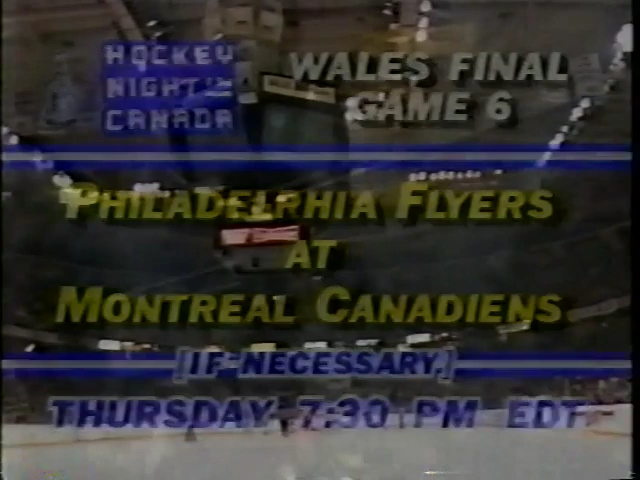 HOCKEY
NIGHT IN
CANADA
WALES FINAL
GAME 6
PHILADELPHIA FLYERS
AT
MONTREAL CANADIENS
[IF NECESSARY]
THURSDAY 7:30 PM EDT